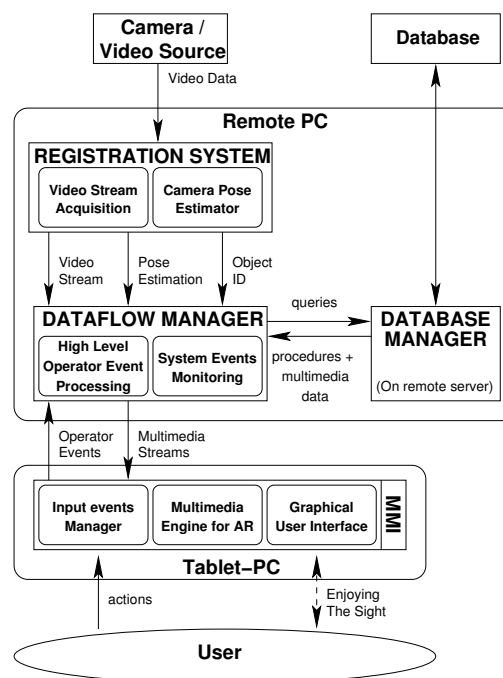 Camera /
Video Source
Database
Video Data
Remote PC
REGISTRATION SYSTEM
Video Stream
Acquisition
Camera Pose
Estimator
Video
Stream
Pose
Estimation
Object
ID
queries
DATAFLOW MANAGER
High Level
Operator Event
Processing
System Events
Monitoring
procedures +
multimedia
data
DATABASE
MANAGER
(On remote server)
Operator
Events
Multimedia
Streams
Input events
Manager
Multimedia
Engine for AR
Graphical
User Interface
MMI
Tablet−PC
actions
Enjoying
The Sight
User